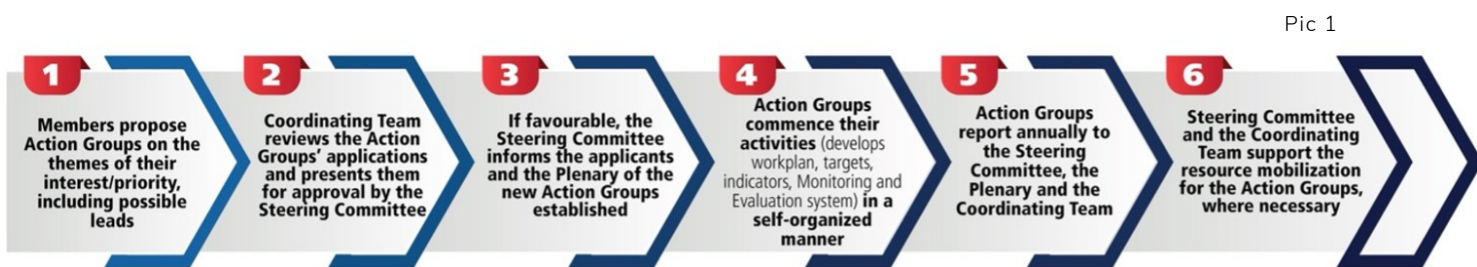 Pic 1
1
Members propose
Action Groups on the
themes of their
interest/priority,
including possible
leads
2
Coordinating Team
reviews the Action
Groups’ applications
and presents them
for approval by the
Steering Committee
3
If favourable, the
Steering Committee
informs the applicants
and the Plenary of the
new Action Groups
established
4
Action Groups
commence their
activities (develops
workplan, targets,
indicators, Monitoring and
Evaluation system) in a
self-organized
manner
5
Action Groups
report annually to
the Steering
Committee, the
Plenary and the
Coordinating Team
6
Steering Committee
and the Coordinating
Team support the
resource mobilization
for the Action Groups,
where necessary